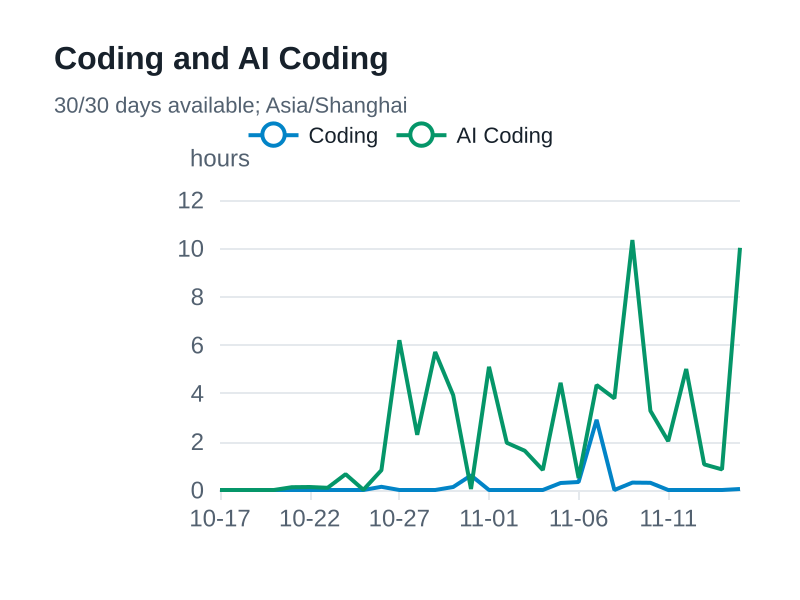 Coding and AI Coding
30/30 days available; Asia/Shanghai
Coding AI Coding
hours
12
10
8
6
4
2
0
10-17 10-22 10-27 11-01 11-06 11-11